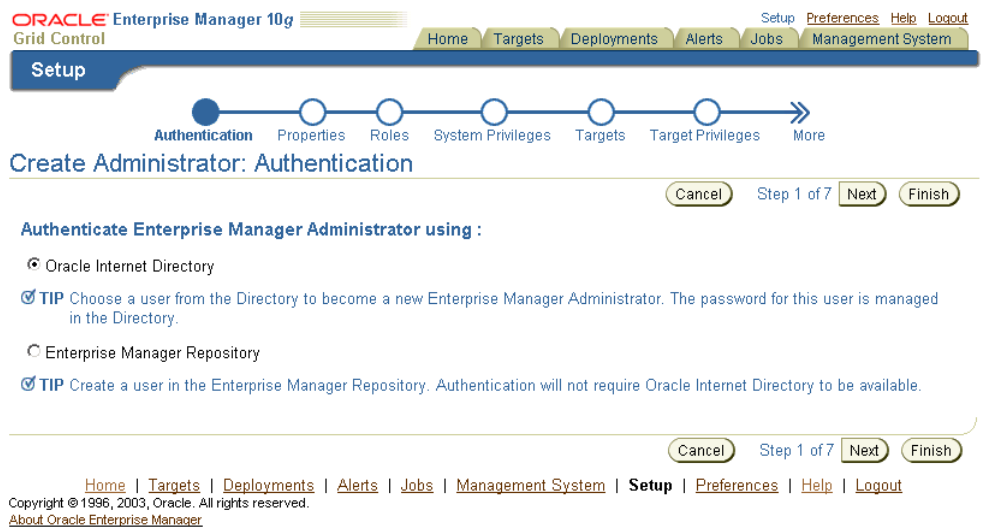 ORACLE Enterprise Manager 10g
Grid Control
Setup Preferences Help Logout
Home Targets Deployments Alerts Jobs Management System
Setup
Authentication Properties Roles System Privileges Targets Target Privileges More
Create Administrator: Authentication
Cancel Step 1 of 7 Next Finish
Authenticate Enterprise Manager Administrator using :
Oracle Internet Directory
TIP Choose a user from the Directory to become a new Enterprise Manager Administrator. The password for this user is managed
in the Directory.
Enterprise Manager Repository
TIP Create a user in the Enterprise Manager Repository. Authentication will not require Oracle Internet Directory to be available.
Cancel Step 1 of 7 Next Finish
Home | Targets | Deployments | Alerts | Jobs | Management System | Setup | Preferences | Help | Logout
Copyright © 1996, 2003, Oracle. All rights reserved.
About Oracle Enterprise Manager